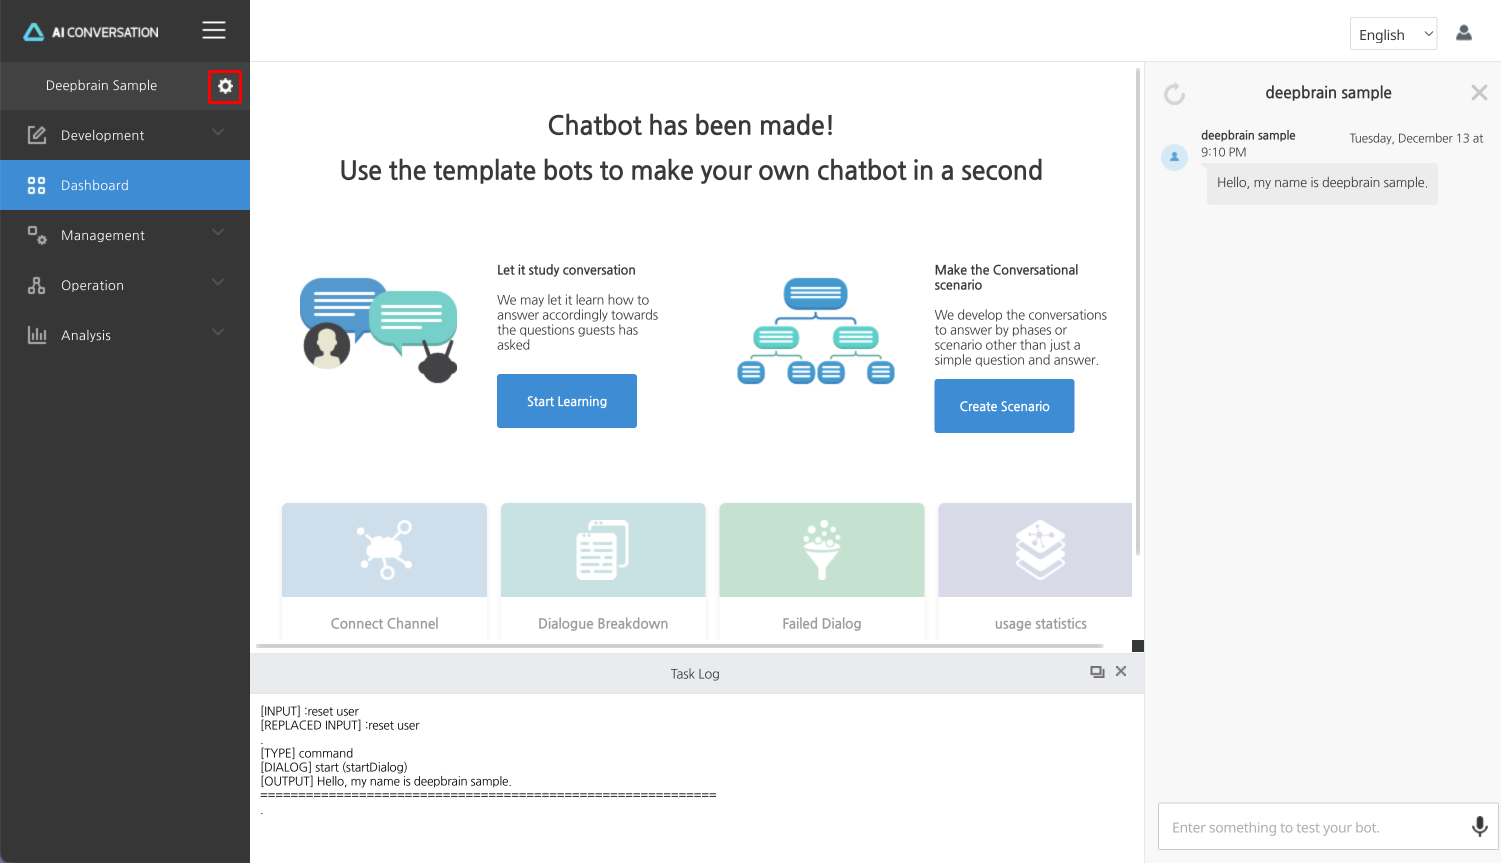 AI CONVERSATION
English
Deepbrain Sample
Development
Dashboard
Management
Operation
Analysis
Chatbot has been made!
Use the template bots to make your own chatbot in a second
Let it study conversation
We may let it learn how to
answer accordingly towards
the questions guests has
asked
Start Learning
Make the Conversational
scenario
We develop the conversations
to answer by phases or
scenario other than just a
simple question and answer.
Create Scenario
Connect Channel
Dialogue Breakdown
Failed Dialog
usage statistics
Task Log
[INPUT] :reset user
[REPLACED INPUT] :reset user
.
[TYPE] command
[DIALOG] start (startDialog)
[OUTPUT] Hello, my name is deepbrain sample.
============================================================
.
deepbrain sample
deepbrain sample
Tuesday, December 13 at
9:10 PM
Hello, my name is deepbrain sample.
Enter something to test your bot.